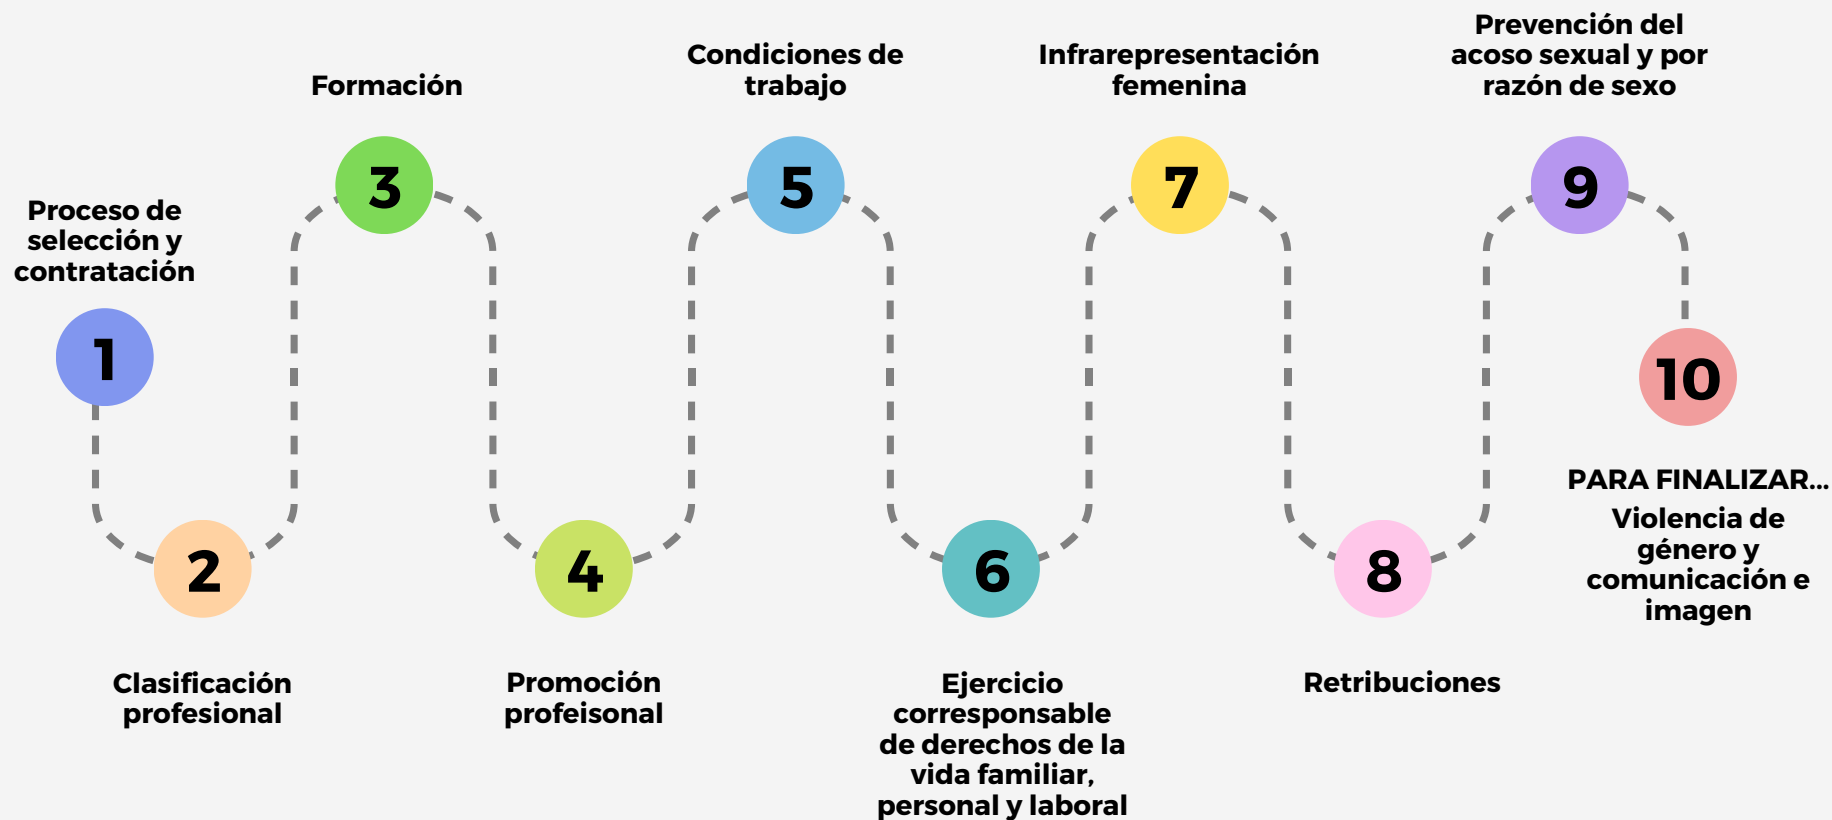 1
Proceso de
selección y
contratación
2
Clasificación
profesional
3
Formación
4
Promoción
profeisonal
5
Condiciones de
trabajo
6
Ejercicio
corresponsable
de derechos de la
vida familiar,
personal y laboral
7
Infrarepresentación
femenina
8
Retribuciones
9
Prevención del
acoso sexual y por
razón de sexo
10
PARA FINALIZAR...
Violencia de
género y
comunicación e
imagen